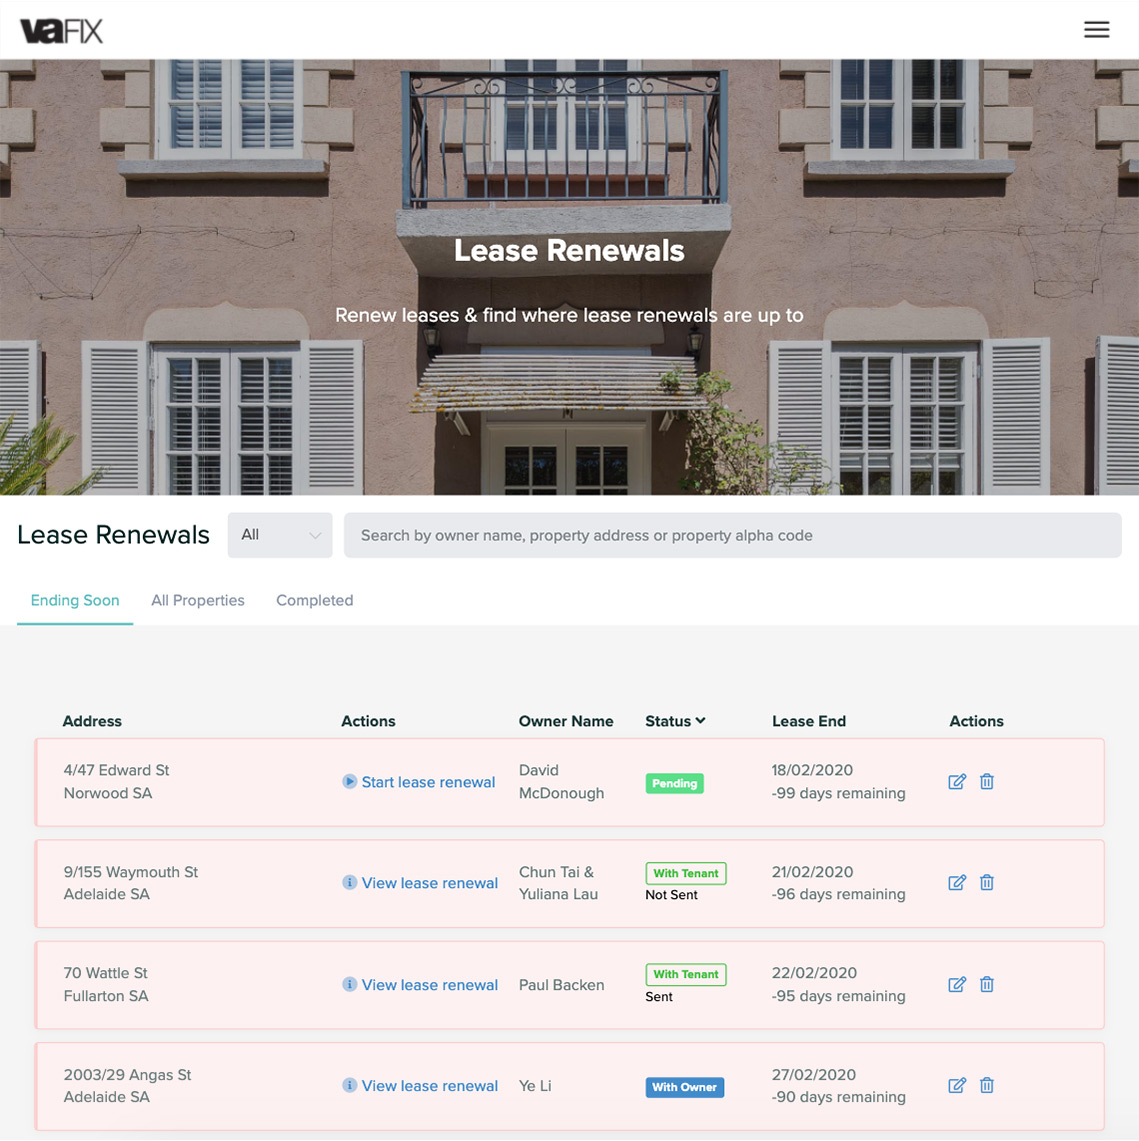 vaFIX
Lease Renewals
Renew leases & find where lease renewals are up to
Lease Renewals
All
Search by owner name, property address or property alpha code
Ending Soon
All Properties
Completed
Address
Actions
Owner Name
Status
Lease End
Actions
4/47 Edward St
Norwood SA
Start lease renewal
David
McDonough
Pending
18/02/2020
-99 days remaining
9/155 Waymouth St
Adelaide SA
View lease renewal
Chun Tai &
Yuliana Lau
With Tenant
Not Sent
21/02/2020
-96 days remaining
70 Wattle St
Fullarton SA
View lease renewal
Paul Backen
With Tenant
Sent
22/02/2020
-95 days remaining
2003/29 Angas St
Adelaide SA
View lease renewal
Ye Li
With Owner
27/02/2020
-90 days remaining